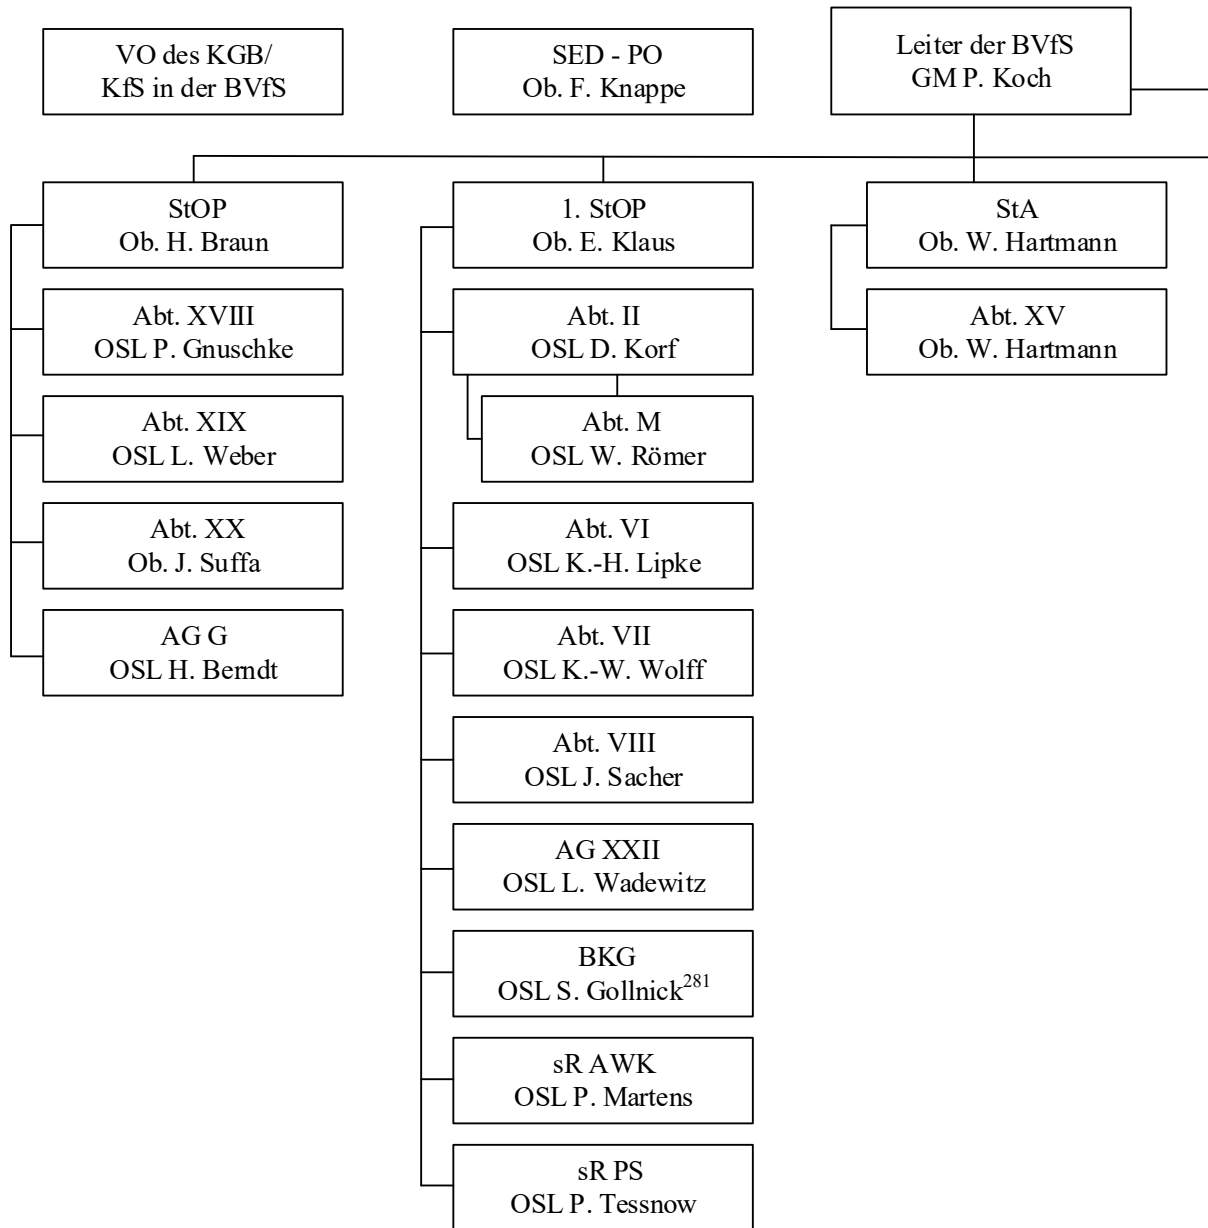 VO des KGB/
KfS in der BVfS
SED - PO
Ob. F. Knappe
Leiter der BVfS
GM P. Koch
StOP
Ob. H. Braun
Abt. XVIII
OSL P. Gnuschke
Abt. XIX
OSL L. Weber
Abt. XX
Ob. J. Suffa
AG G
OSL H. Berndt
1. StOP
Ob. E. Klaus
Abt. II
OSL D. Korf
Abt. M
OSL W. Römer
Abt. VI
OSL K.-H. Lipke
Abt. VII
OSL K.-W. Wolff
Abt. VIII
OSL J. Sacher
AG XXII
OSL L. Wadewitz
BKG
OSL S. Gollnick281
sR AWK
OSL P. Martens
sR PS
OSL P. Tessnow
StA
Ob. W. Hartmann
Abt. XV
Ob. W. Hartmann